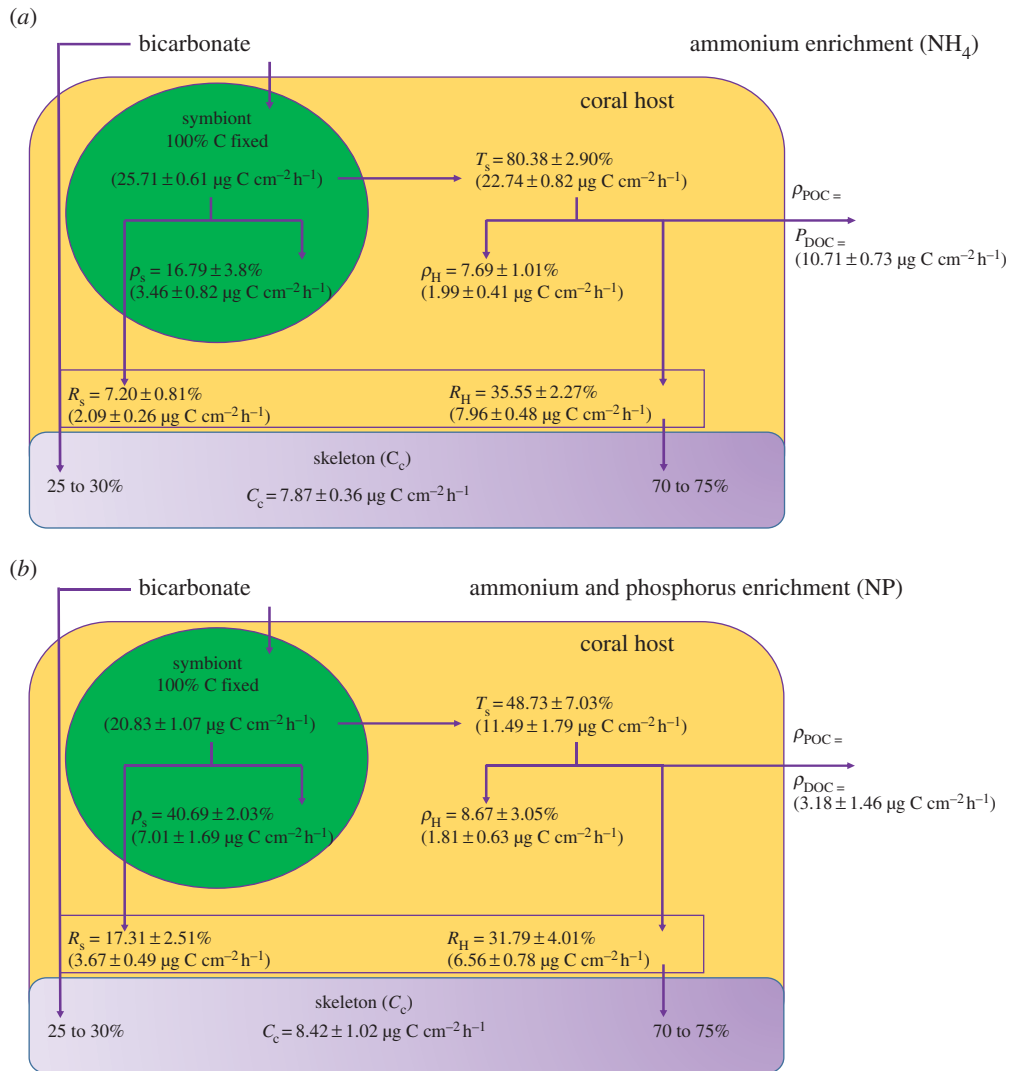 (a)
bicarbonate
ammonium enrichment (NH₄)
coral host
symbiont
100% C fixed
(25.71 ± 0.61 µg C cm⁻² h⁻¹)
Tₛ = 80.38 ± 2.90%
(22.74 ± 0.82 µg C cm⁻² h⁻¹)
ρPOC =
PDOC =
(10.71 ± 0.73 µg C cm⁻² h⁻¹)
ρₛ = 16.79 ± 3.8%
(3.46 ± 0.82 µg C cm⁻² h⁻¹)
ρH = 7.69 ± 1.01%
(1.99 ± 0.41 µg C cm⁻² h⁻¹)
Rₛ = 7.20 ± 0.81%
(2.09 ± 0.26 µg C cm⁻² h⁻¹)
RH = 35.55 ± 2.27%
(7.96 ± 0.48 µg C cm⁻² h⁻¹)
skeleton (Cc)
25 to 30%
Cc = 7.87 ± 0.36 µg C cm⁻² h⁻¹
70 to 75%
(b)
bicarbonate
ammonium and phosphorus enrichment (NP)
coral host
symbiont
100% C fixed
(20.83 ± 1.07 µg C cm⁻² h⁻¹)
Tₛ = 48.73 ± 7.03%
(11.49 ± 1.79 µg C cm⁻² h⁻¹)
ρPOC =
ρDOC =
(3.18 ± 1.46 µg C cm⁻² h⁻¹)
ρₛ = 40.69 ± 2.03%
(7.01 ± 1.69 µg C cm⁻² h⁻¹)
ρH = 8.67 ± 3.05%
(1.81 ± 0.63 µg C cm⁻² h⁻¹)
Rₛ = 17.31 ± 2.51%
(3.67 ± 0.49 µg C cm⁻² h⁻¹)
RH = 31.79 ± 4.01%
(6.56 ± 0.78 µg C cm⁻² h⁻¹)
skeleton (Cc)
25 to 30%
Cc = 8.42 ± 1.02 µg C cm⁻² h⁻¹
70 to 75%